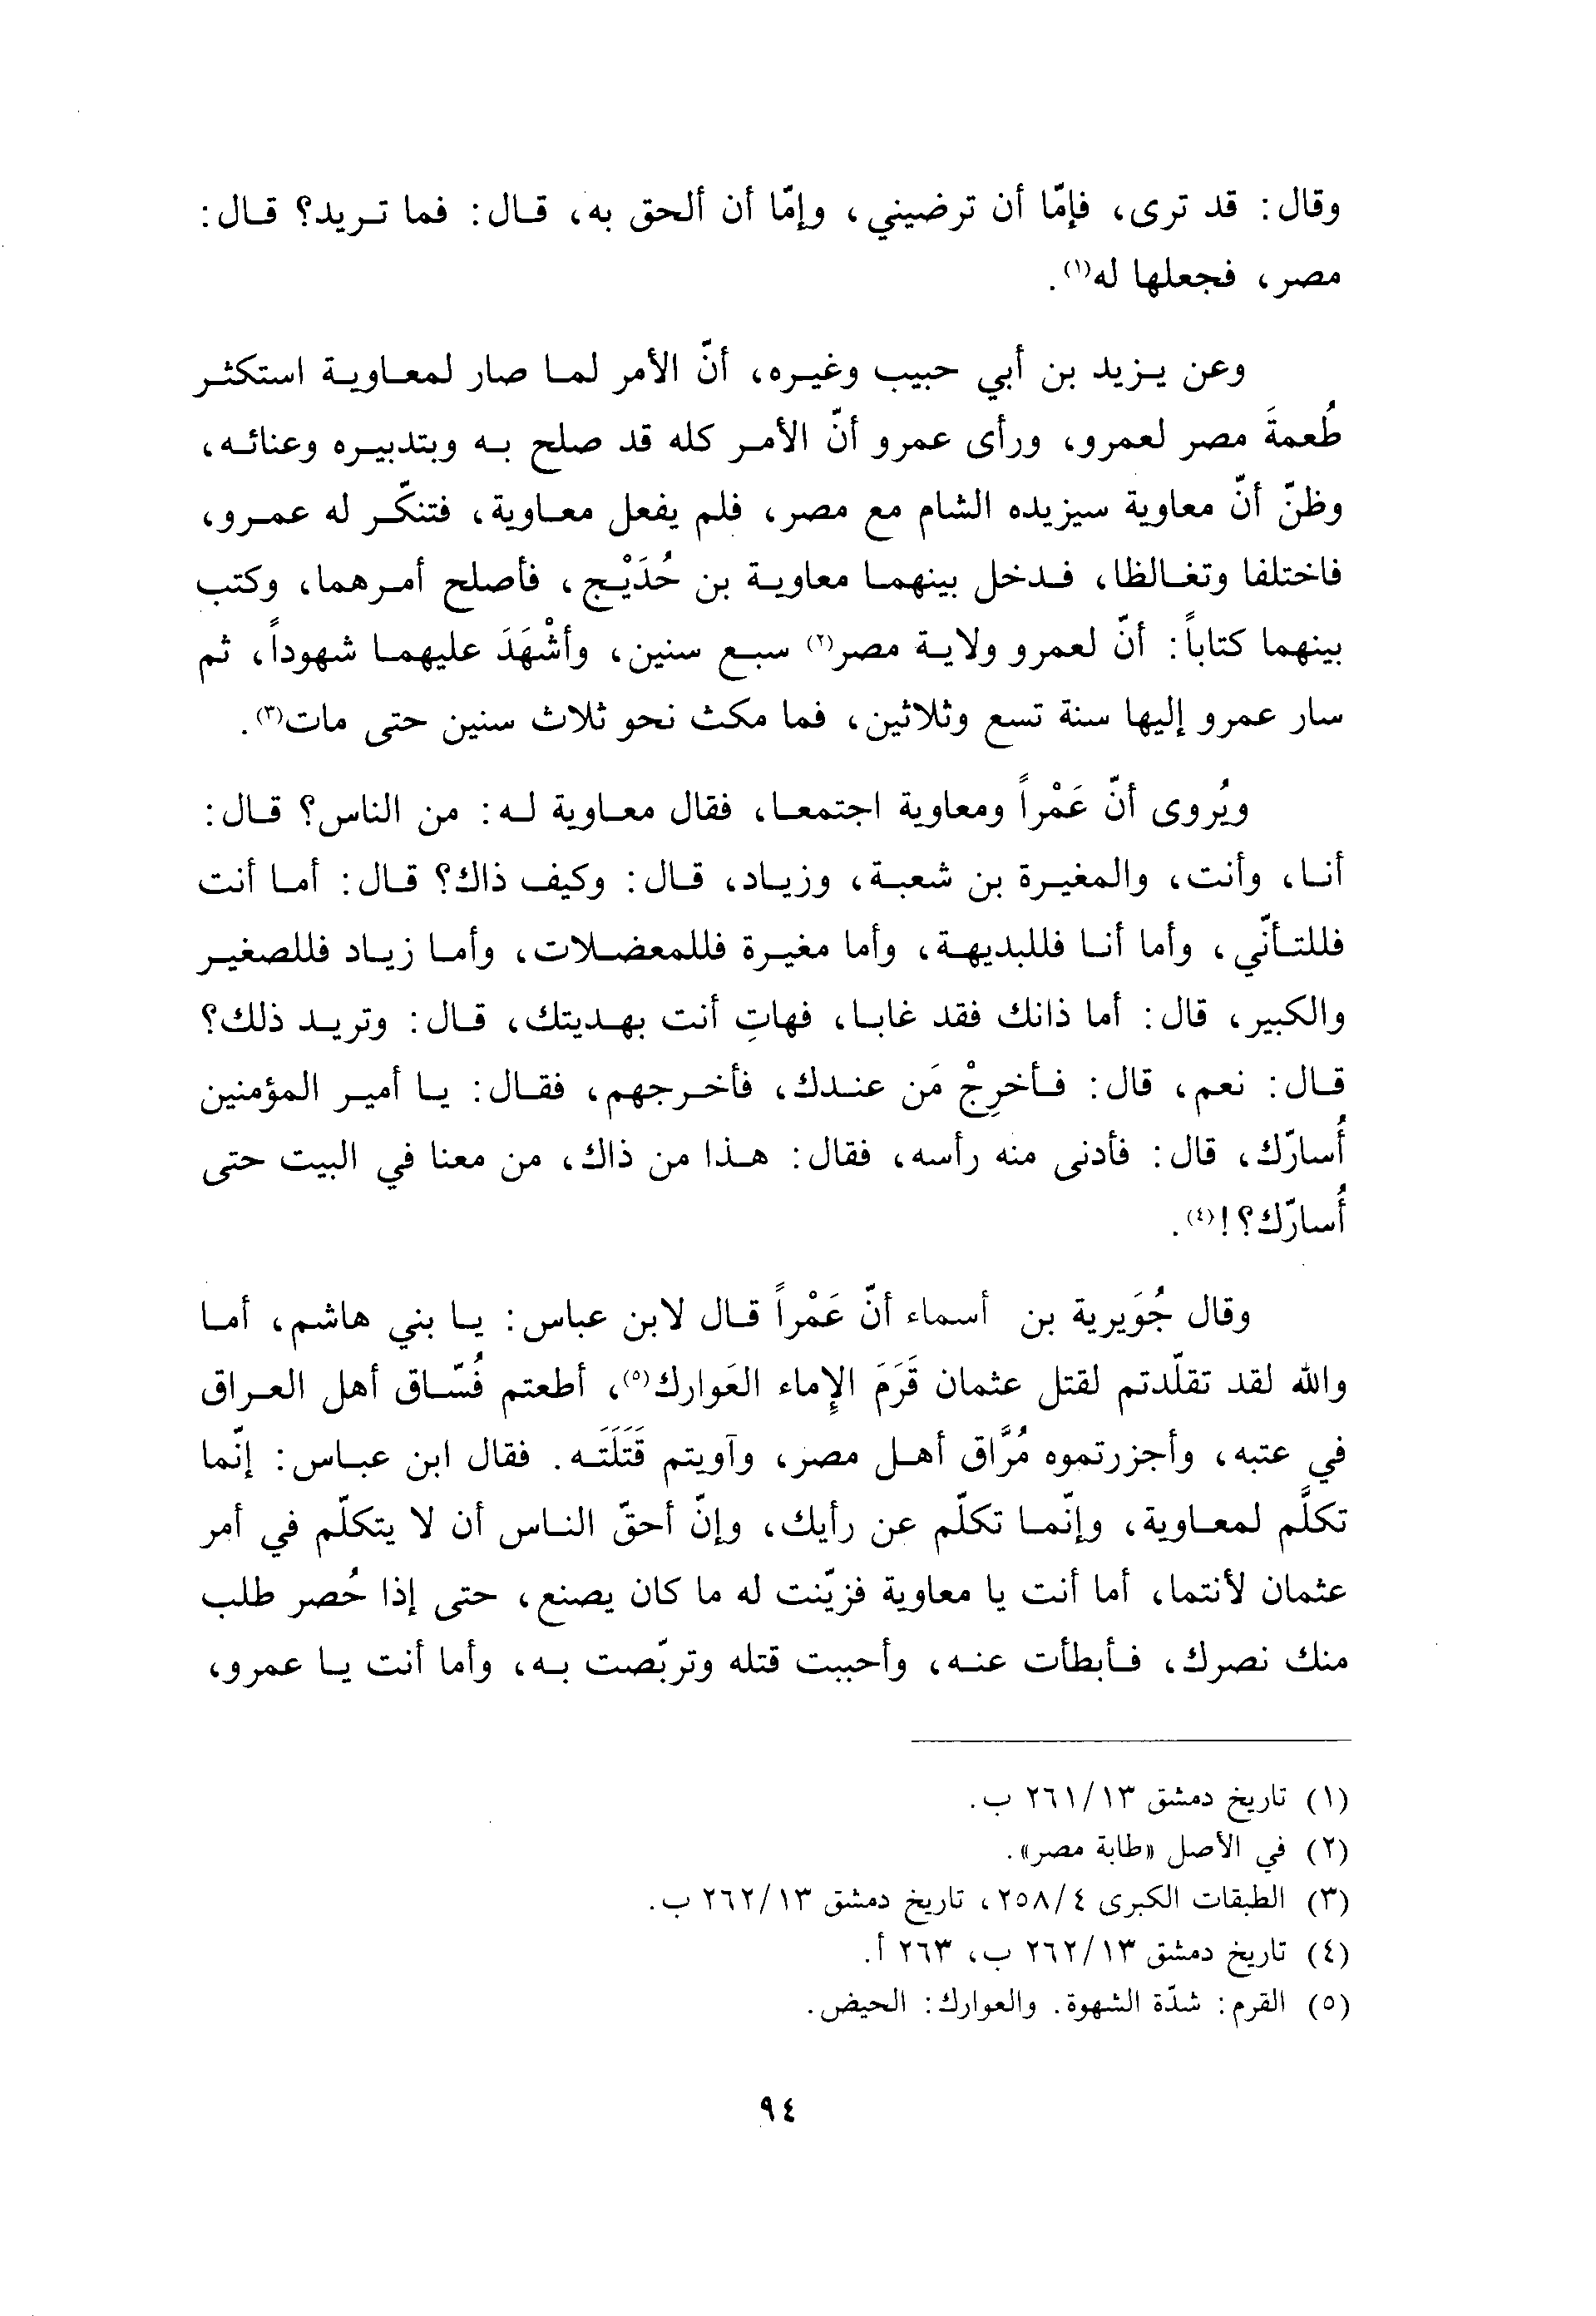 وقال: قد ترى، فإمّا أن ترضيني، وإمّا أن ألحق به، قال: فما تريد؟ قال:
مصر، فجعلها له(١).
وعن يزيد بن أبي حبيب وغيره، أنّ الأمر لما صار لمعاوية استكثر
طُعمةَ مصر لعمرو، ورأى عمرو أنّ الأمر كله قد صلح به وبتدبيره وعنائه،
وظنّ أنّ معاوية سيزيده الشام مع مصر، فلم يفعل معاوية، فتنكّر له عمرو،
فاختلفا وتغالظا، فدخل بينهما معاوية بن حُدَيْج، فأصلح أمرهما، وكتب
بينهما كتاباً: أنّ لعمرو ولاية مصر(٢) سبع سنين، وأشْهَدَ عليهما شهوداً، ثم
سار عمرو إليها سنة تسع وثلاثين، فما مكث نحو ثلاث سنين حتى مات(٣).
ويُروى أنّ عَمْراً ومعاوية اجتمعا، فقال معاوية له: من الناس؟ قال:
أنا، وأنت، والمغيرة بن شعبة، وزياد، قال: وكيف ذاك؟ قال: أما أنت
فللتأنّي، وأما أنا فللبديهة، وأما مغيرة فللمعضلات، وأما زياد فللصغير
والكبير، قال: أما ذانك فقد غابا، فهاتِ أنت بهديتك، قال: وتريد ذلك؟
قال: نعم، قال: فأخرِجْ مَن عندك، فأخرجهم، فقال: يا أمير المؤمنين
أُسارّك، قال: فأدنى منه رأسه، فقال: هذا من ذاك، من معنا في البيت حتى
أُسارّك؟!(٤).
وقال جُوَيرية بن أسماء أنّ عَمْراً قال لابن عباس: يا بني هاشم، أما
والله لقد تقلّدتم لقتل عثمان قَرَمَ الإِماء العَوارك(٥)، أطعتم فُسّاق أهل العراق
في عتبه، وأجزرتموه مُرَّاق أهل مصر، وآويتم قَتَلَتَه. فقال ابن عباس: إنّما
تكلَّم لمعاوية، وإنّما تكلّم عن رأيك، وإنّ أحقّ الناس أن لا يتكلّم في أمر
عثمان لأنتما، أما أنت يا معاوية فزيّنت له ما كان يصنع، حتى إذا حُصر طلب
منك نصرك، فأبطأت عنه، وأحببت قتله وتربّصت به، وأما أنت يا عمرو،
(١) تاريخ دمشق ٢٦١/١٣ ب.
(٢) في الأصل «طابة مصر».
(٣) الطبقات الكبرى ٢٥٨/٤، تاريخ دمشق ٢٦٢/١٣ ب.
(٤) تاريخ دمشق ٢٦٢/١٣ ب، ٢٦٣ أ.
(٥) القرم: شدّة الشهوة. والعوارك: الحيض.
٩٤